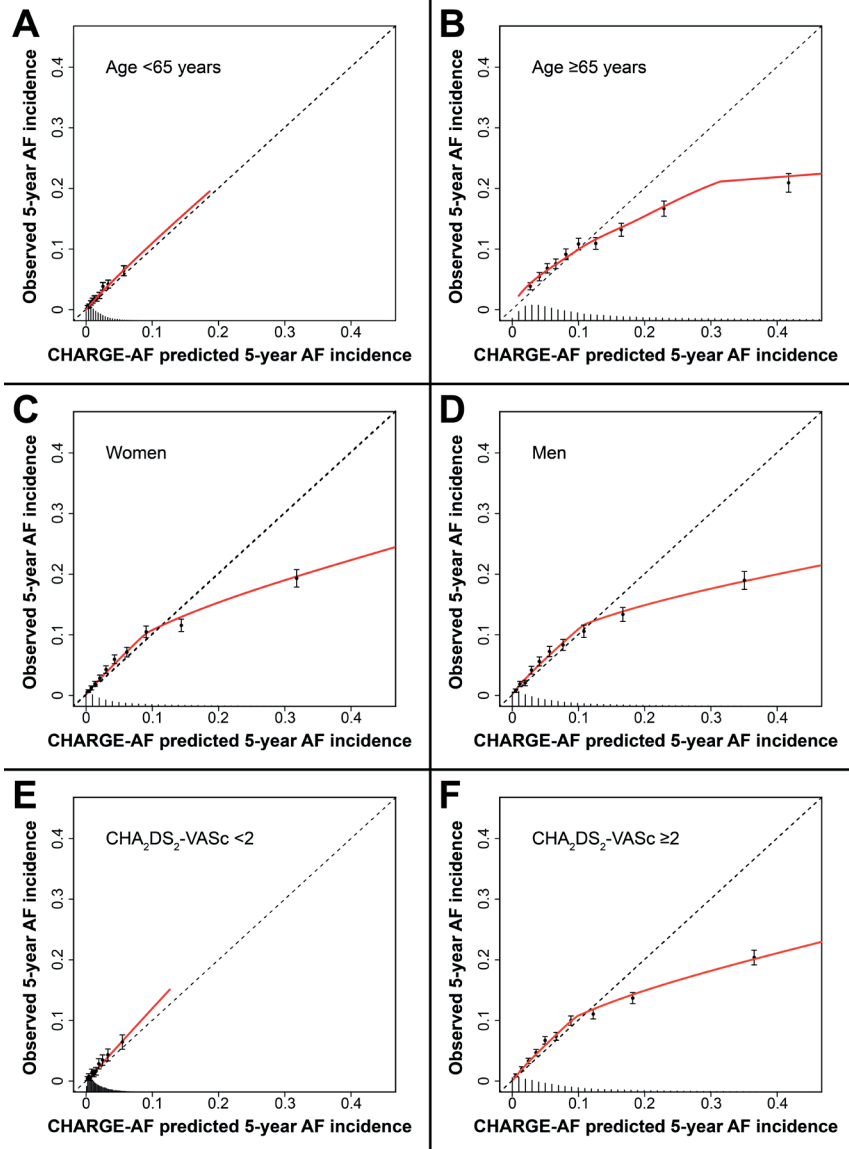 A
Age <65 years
Observed 5-year AF incidence
0 0.1 0.2 0.3 0.4
0 0.1 0.2 0.3 0.4
CHARGE-AF predicted 5-year AF incidence
B
Age ≥65 years
Observed 5-year AF incidence
0 0.1 0.2 0.3 0.4
0 0.1 0.2 0.3 0.4
CHARGE-AF predicted 5-year AF incidence
C
Women
Observed 5-year AF incidence
0 0.1 0.2 0.3 0.4
0 0.1 0.2 0.3 0.4
CHARGE-AF predicted 5-year AF incidence
D
Men
Observed 5-year AF incidence
0 0.1 0.2 0.3 0.4
0 0.1 0.2 0.3 0.4
CHARGE-AF predicted 5-year AF incidence
E
CHA₂DS₂-VASc <2
Observed 5-year AF incidence
0 0.1 0.2 0.3 0.4
0 0.1 0.2 0.3 0.4
CHARGE-AF predicted 5-year AF incidence
F
CHA₂DS₂-VASc ≥2
Observed 5-year AF incidence
0 0.1 0.2 0.3 0.4
0 0.1 0.2 0.3 0.4
CHARGE-AF predicted 5-year AF incidence